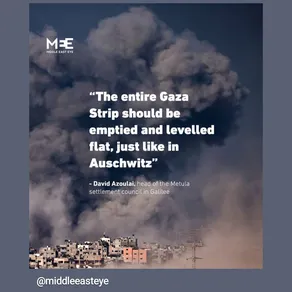 MEE
MIDDLE EAST EYE
“The entire Gaza
Strip should be
emptied and levelled
flat, just like in
Auschwitz”
- David Azoulai, head of the Metula
settlement council in Galilee
@middleeasteye